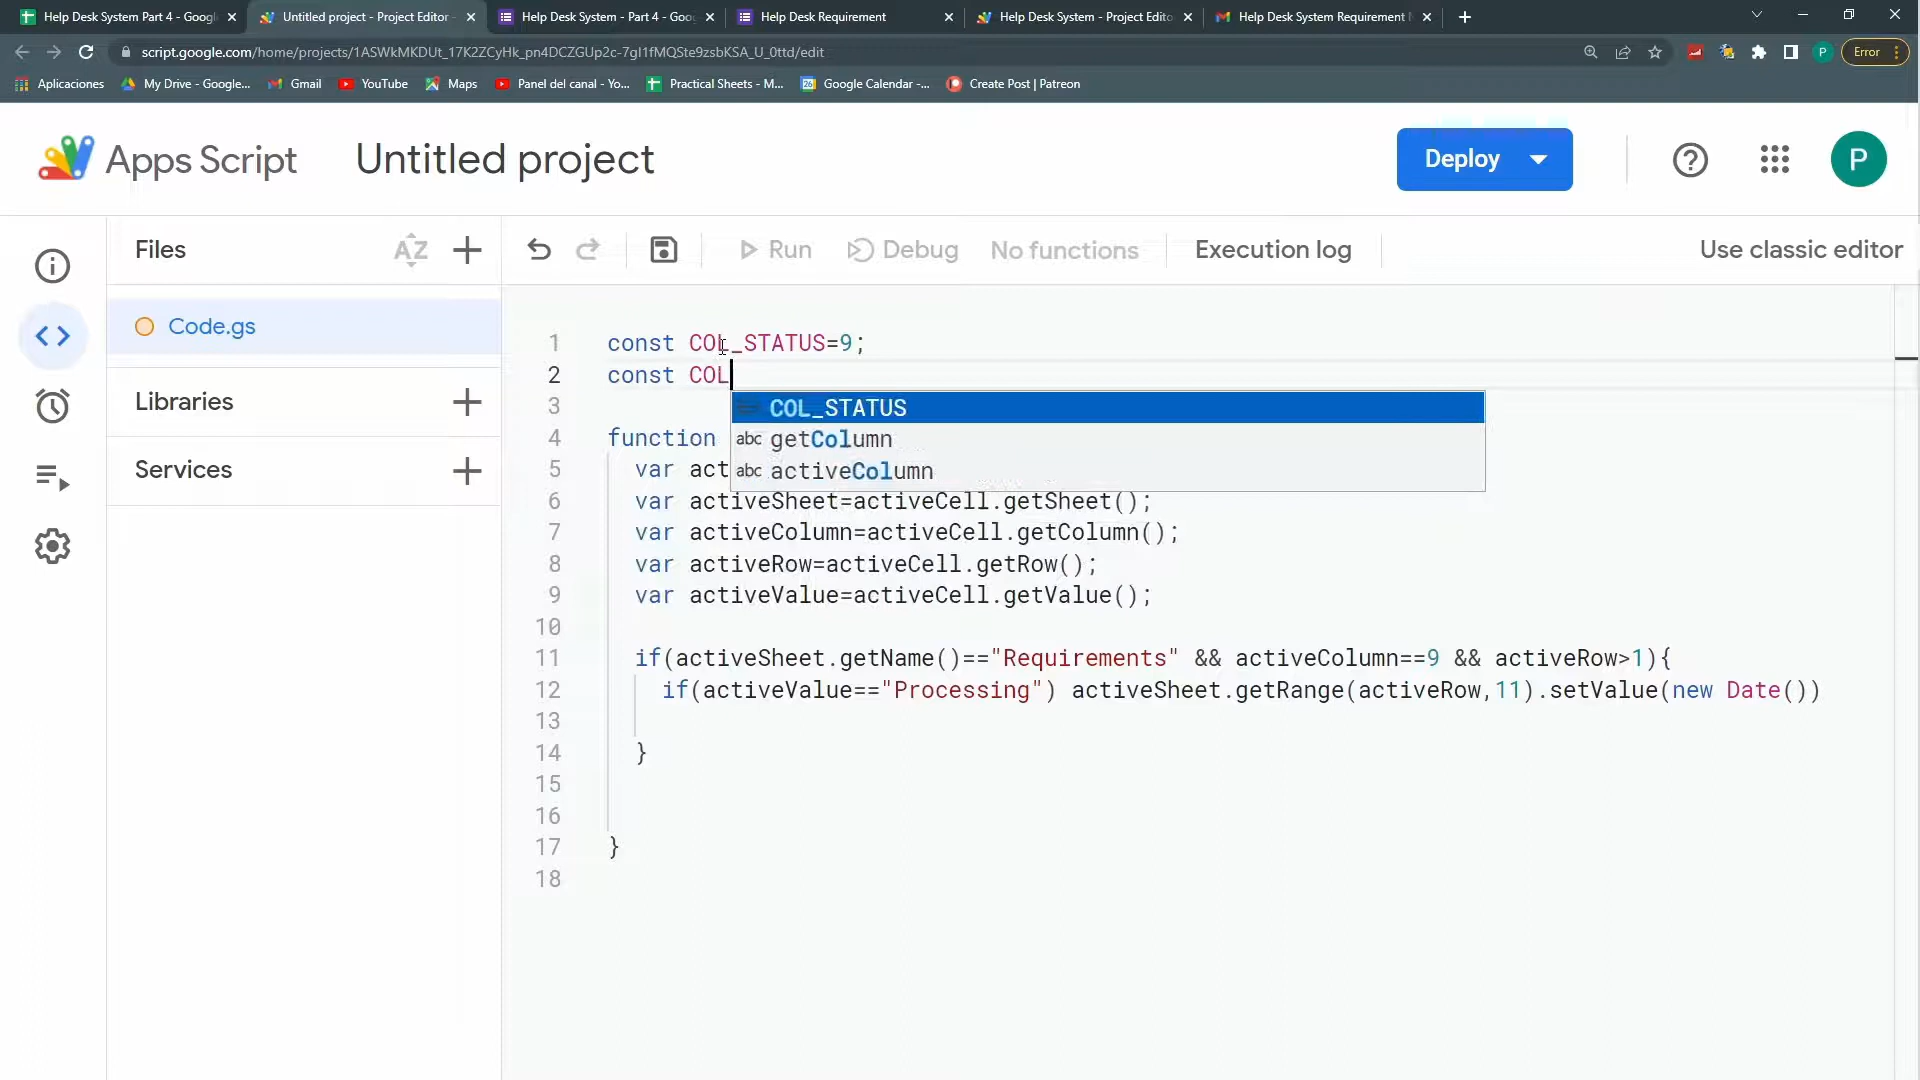 Help Desk System Part 4 - Googl
Untitled project - Project Editor -
Help Desk System - Part 4 - Goog
Help Desk Requirement
Help Desk System - Project Edito
Help Desk System Requirement N
script.google.com/home/projects/1ASWkMKDUt_17K2ZCyHk_pn4DCZGUp2c-7gI1fMQSte9zsbKSA_U_0ttd/edit
P
Error
Aplicaciones
My Drive - Google...
Gmail
YouTube
Maps
Panel del canal - Yo...
Practical Sheets - M...
Google Calendar -...
Create Post | Patreon
Apps Script
Untitled project
Deploy
P
Files
AZ
Run
Debug
No functions
Execution log
Use classic editor
Code.gs
Libraries
Services
1 const COL_STATUS=9;
2 const COL
COL_STATUS
abc getColumn
abc activeColumn
3
4 function
5 var act
6 var activeSheet=activeCell.getSheet();
7 var activeColumn=activeCell.getColumn();
8 var activeRow=activeCell.getRow();
9 var activeValue=activeCell.getValue();
10
11 if(activeSheet.getName()=="Requirements" && activeColumn==9 && activeRow>1){
12 if(activeValue=="Processing") activeSheet.getRange(activeRow,11).setValue(new Date())
13
14 }
15
16
17 }
18